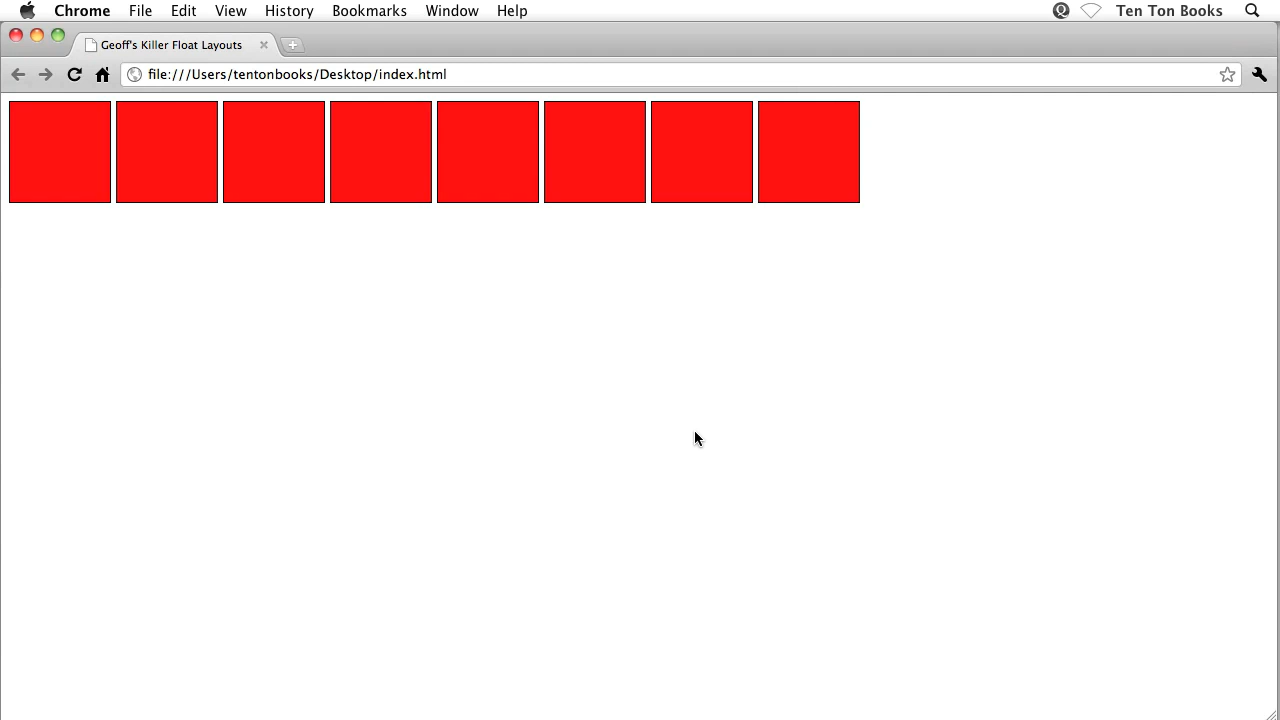 Chrome File Edit View History Bookmarks Window Help Ten Ton Books
Geoff's Killer Float Layouts
file:///Users/tentonbooks/Desktop/index.html